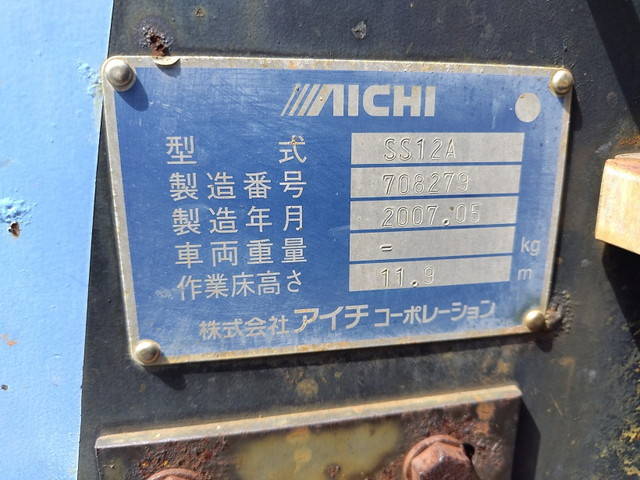 AICHI
型式 SS12A
製造番号 708279
製造年月 2007.05
車両重量 - kg
作業床高さ 11.9 m
株式会社アイチコーポレーション